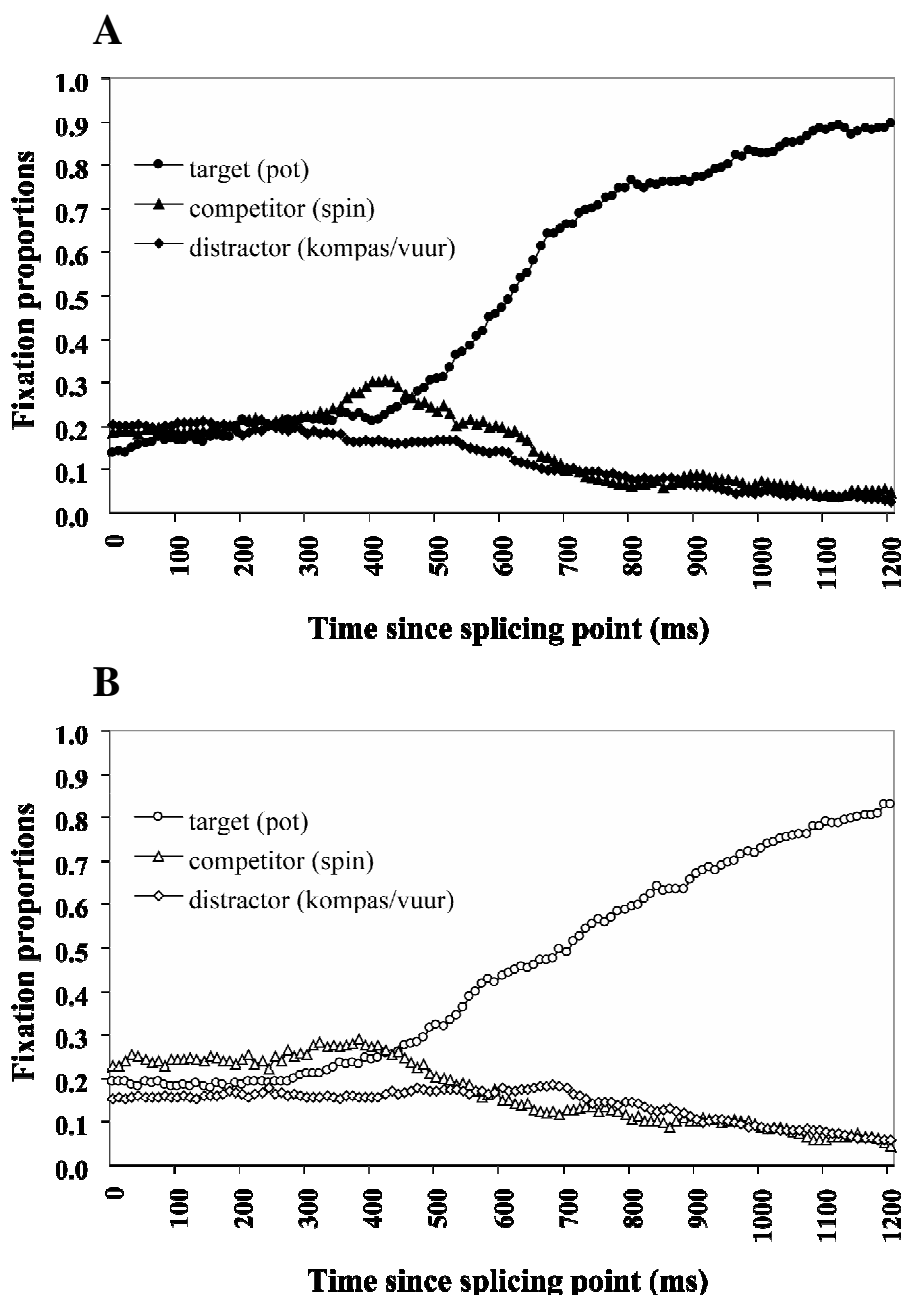 A
Fixation proportions
1.0
0.9
0.8
0.7
0.6
0.5
0.4
0.3
0.2
0.1
0.0
target (pot)
competitor (spin)
distractor (kompas/vuur)
0 100 200 300 400 500 600 700 800 900 1000 1100 1200
Time since splicing point (ms)
B
Fixation proportions
1.0
0.9
0.8
0.7
0.6
0.5
0.4
0.3
0.2
0.1
0.0
target (pot)
competitor (spin)
distractor (kompas/vuur)
0 100 200 300 400 500 600 700 800 900 1000 1100 1200
Time since splicing point (ms)